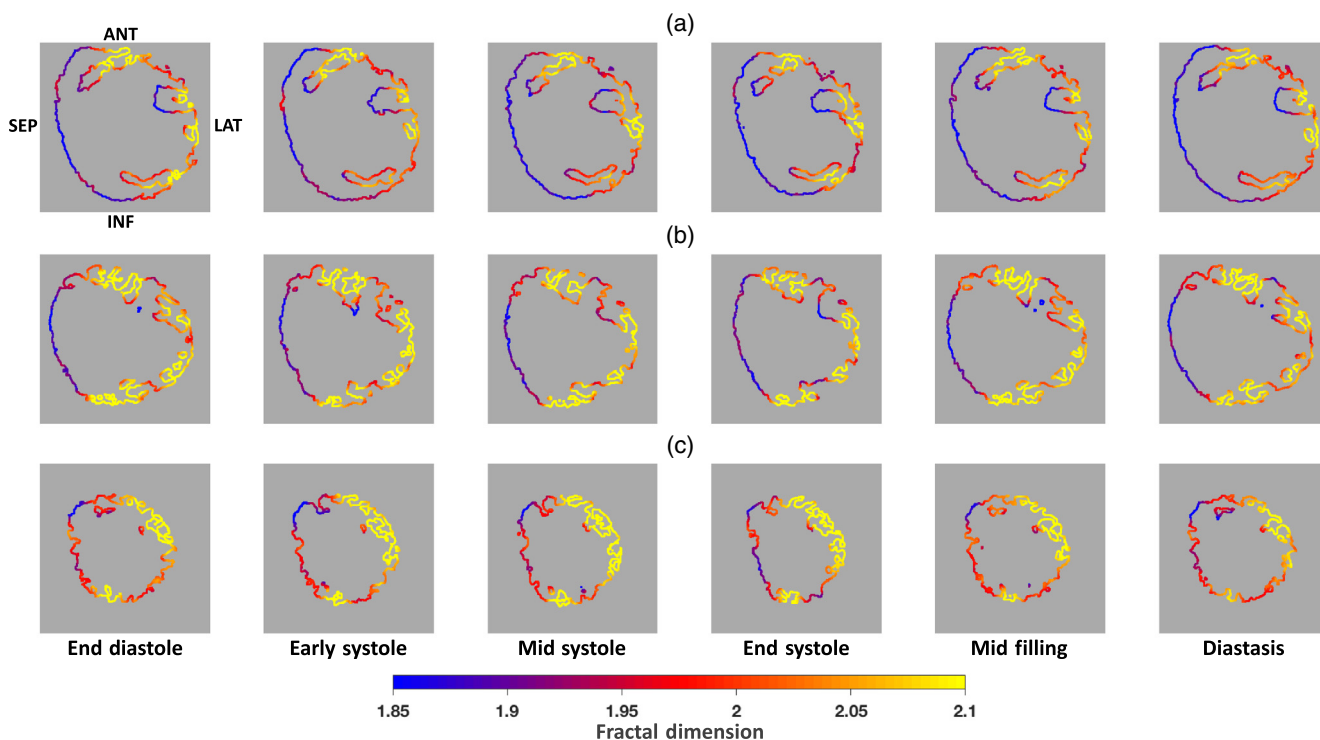 (a)
ANT
SEP
LAT
INF
(b)
(c)
End diastole
Early systole
Mid systole
End systole
Mid filling
Diastasis
1.85
1.9
1.95
2
2.05
2.1
Fractal dimension